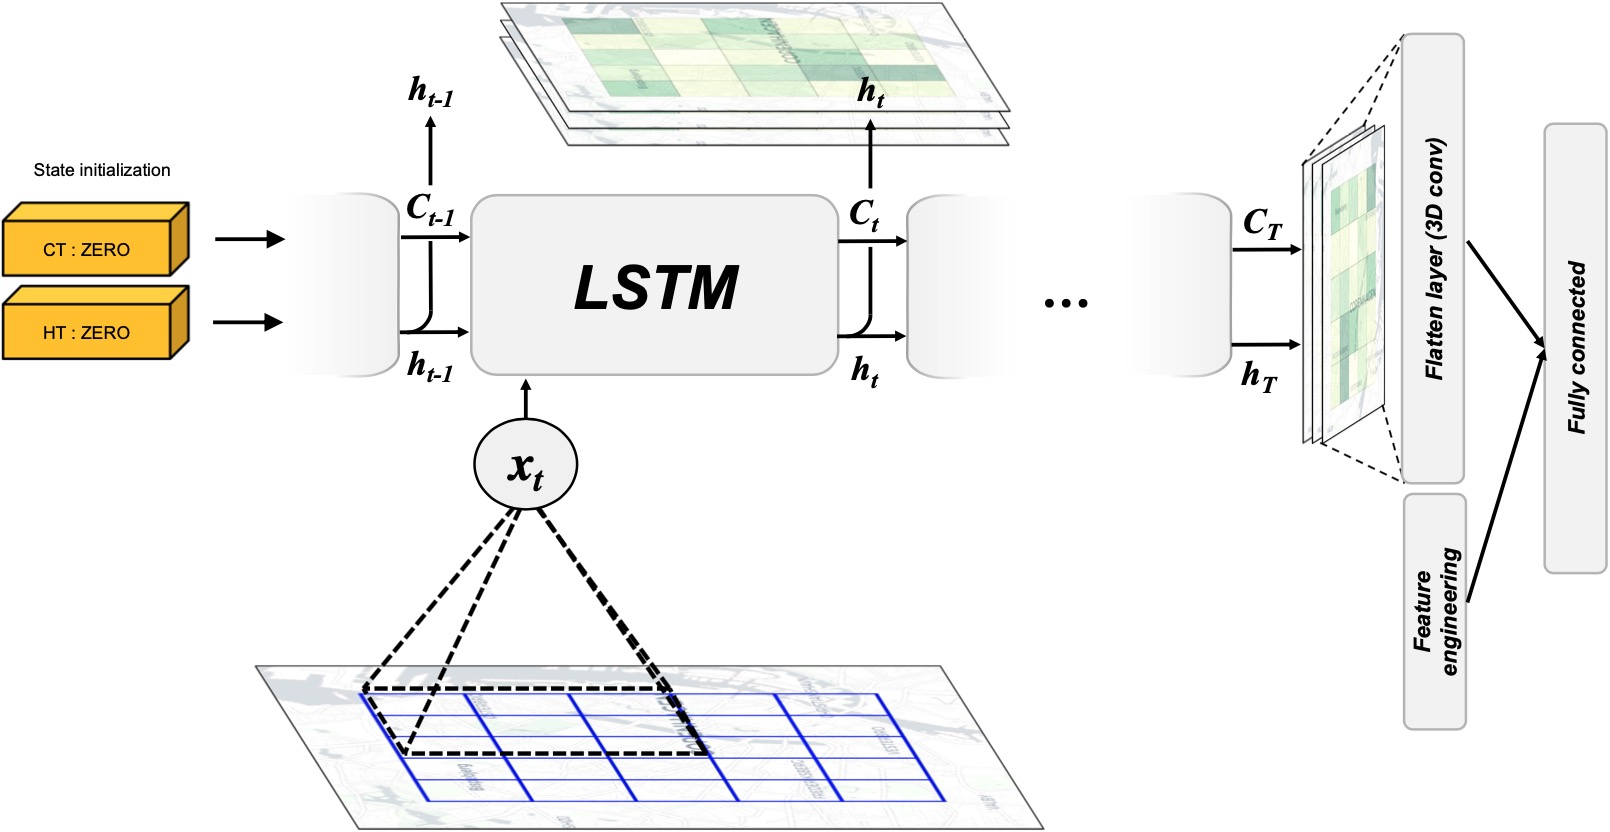 h_{t-1}
h_t
State initialization
CT : ZERO
HT : ZERO
C_{t-1}
h_{t-1}
LSTM
C_t
h_t
...
C_T
h_T
x_t
Flatten layer (3D conv)
Feature
engineering
Fully connected